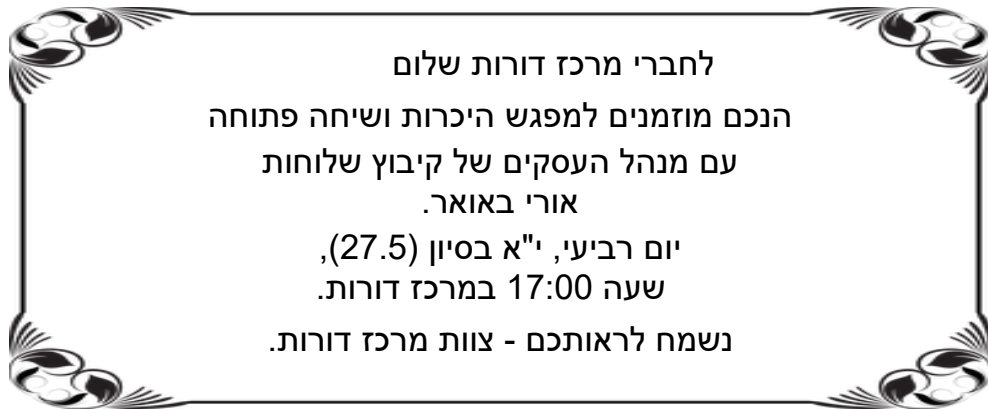 לחברי מרכז דורות שלום
הנכם מוזמנים למפגש היכרות ושיחה פתוחה
עם מנהל העסקים של קיבוץ שלוחות
אורי באואר.
יום רביעי, י"א בסיון (27.5),
שעה 17:00 במרכז דורות.
נשמח לראותכם - צוות מרכז דורות.